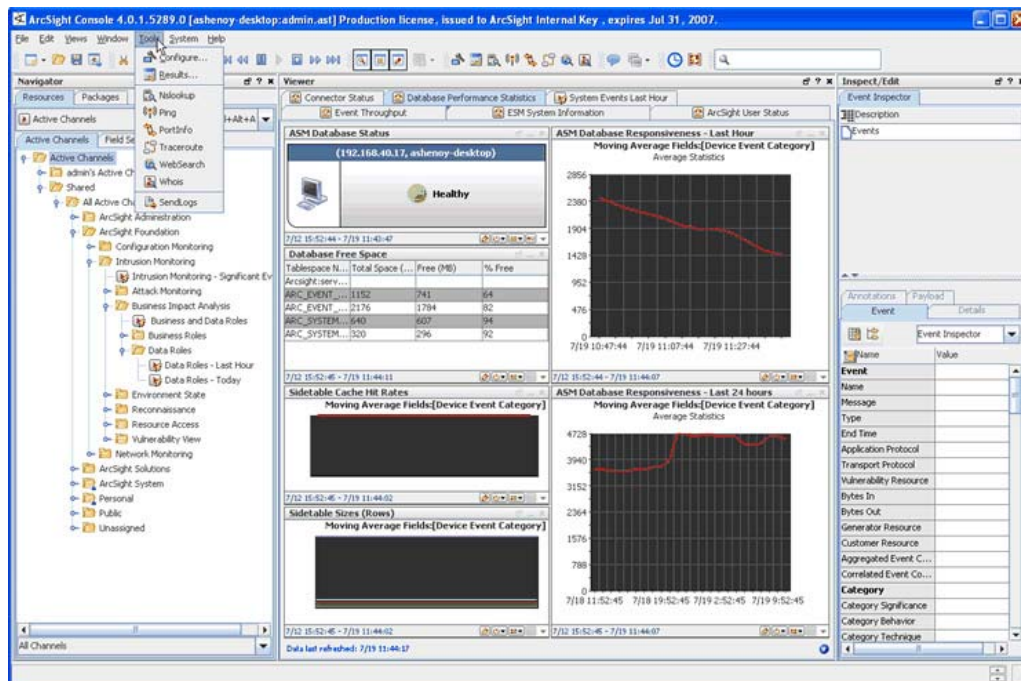 ArcSight Console 4.0.1.5289.0 [ashenoy-desktop:admin.ast] Production license, issued to ArcSight Internal Key , expires Jul 31, 2007.
File Edit Views Window Tools System Help
Configure...
Results...
Nslookup
Ping
PortInfo
Traceroute
WebSearch
Whois
SendLogs
Navigator
Resources Packages
Active Channels
Active Channels Field Se
Active Channels
admin's Active Ch
Shared
All Active Cha
ArcSight Administration
ArcSight Foundation
Configuration Monitoring
Intrusion Monitoring
Intrusion Monitoring - Significant Ev
Attack Monitoring
Business Impact Analysis
Business and Data Roles
Business Roles
Data Roles
Data Roles - Last Hour
Data Roles - Today
Environment State
Reconnaissance
Resource Access
Vulnerability View
Network Monitoring
ArcSight Solutions
ArcSight System
Personal
Public
Unassigned
All Channels
Viewer
Connector Status Database Performance Statistics System Events Last Hour
Event Throughput ESM System Information ArcSight User Status
ASM Database Status
(192.168.40.17, ashenoy-desktop)
Healthy
7/12 15:52:44 - 7/19 11:43:47
Database Free Space
Tablespace N... Total Space (... Free (MB) % Free
Arcsight:serv...
ARC_EVENT_... 1152 741 64
ARC_EVENT_... 2176 1784 82
ARC_SYSTEM... 640 607 94
ARC_SYSTEM... 320 296 92
7/12 15:52:45 - 7/19 11:44:11
Sidetable Cache Hit Rates
Moving Average Fields:[Device Event Category]
7/12 15:52:45 - 7/19 11:44:02
Sidetable Sizes (Rows)
Moving Average Fields:[Device Event Category]
7/12 15:52:45 - 7/19 11:44:02
Data last refreshed: 7/19 11:44:17
ASM Database Responsiveness - Last Hour
Moving Average Fields:[Device Event Category]
Average Statistics
2856
2380
1904
1428
952
476
0
7/19 10:47:44 7/19 11:07:44 7/19 11:27:44
7/12 15:52:44 - 7/19 11:44:07
ASM Database Responsiveness - Last 24 hours
Moving Average Fields:[Device Event Category]
Average Statistics
4728
3940
3152
2364
1576
788
0
7/18 11:52:45 7/18 19:52:45 7/19 2:52:45 7/19 9:52:45
7/12 15:52:45 - 7/19 11:44:07
Inspect/Edit
Event Inspector
Description
Events
Annotations Payload
Event Details
Event Inspector
Name Value
Event
Name
Message
Type
End Time
Application Protocol
Transport Protocol
Vulnerability Resource
Bytes In
Bytes Out
Generator Resource
Customer Resource
Aggregated Event C...
Correlated Event Co...
Category
Category Significance
Category Behavior
Category Technique